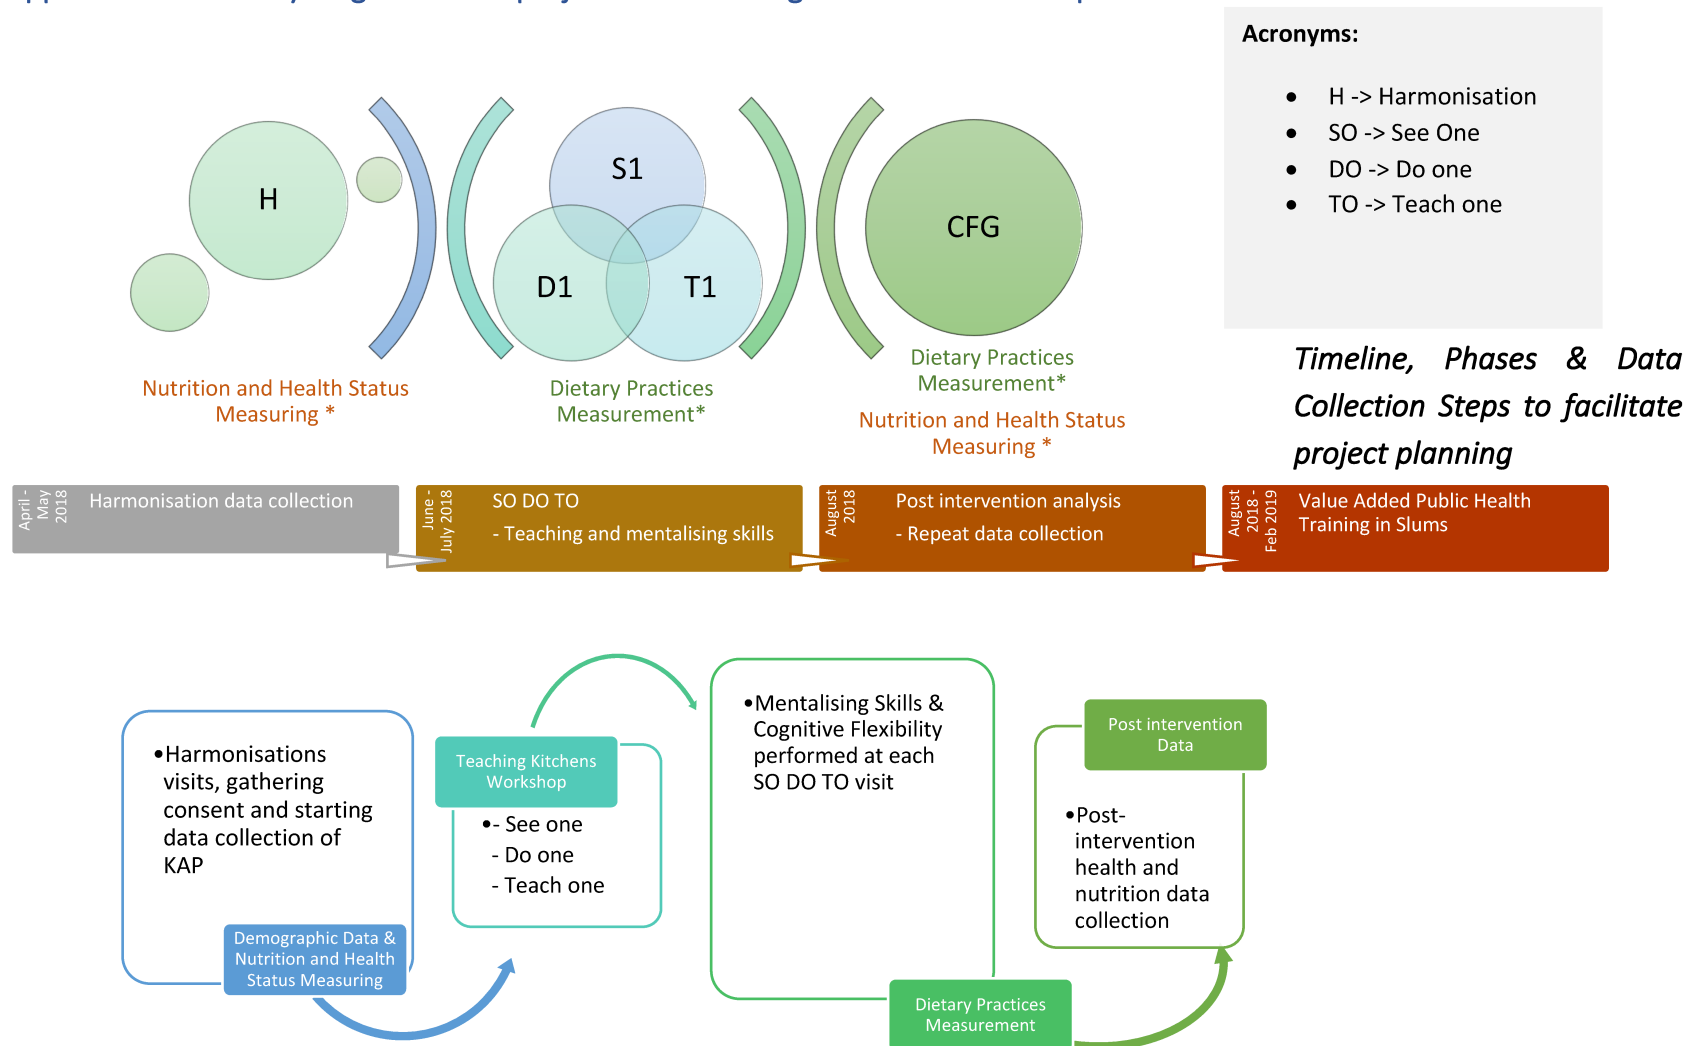 Acronyms:
• H -> Harmonisation
• SO -> See One
• DO -> Do one
• TO -> Teach one
H
S1
D1
T1
CFG
Nutrition and Health Status
Measuring *
Dietary Practices
Measurement*
Dietary Practices
Measurement*
Nutrition and Health Status
Measuring *
Timeline, Phases & Data
Collection Steps to facilitate
project planning
April -
May
2018
Harmonisation data collection
June -
July 2018
SO DO TO
- Teaching and mentalising skills
August
2018
Post intervention analysis
- Repeat data collection
August
2018 -
Feb 2019
Value Added Public Health
Training in Slums
•Harmonisations
visits, gathering
consent and starting
data collection of
KAP
Demographic Data &
Nutrition and Health
Status Measuring
Teaching Kitchens
Workshop
•- See one
- Do one
- Teach one
•Mentalising Skills &
Cognitive Flexibility
performed at each
SO DO TO visit
Dietary Practices
Measurement
Post intervention
Data
•Post-
intervention
health and
nutrition data
collection